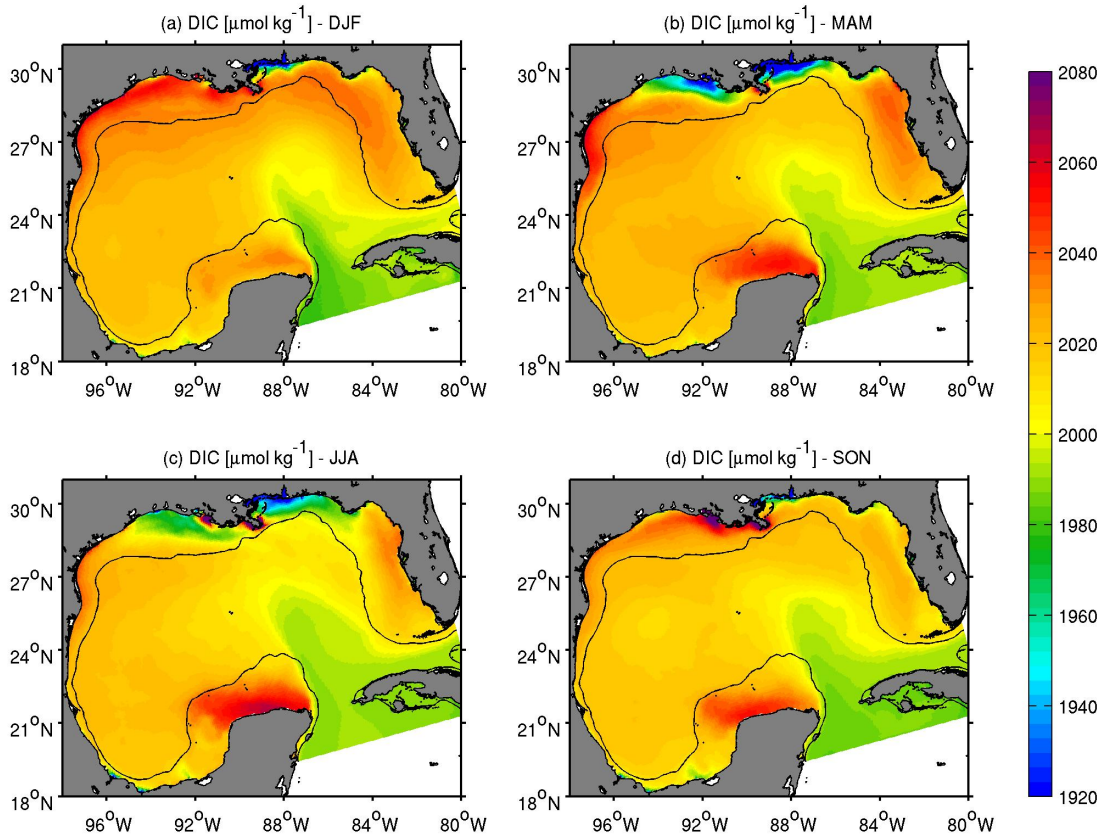 (a) DIC [μmol kg⁻¹] - DJF
(b) DIC [μmol kg⁻¹] - MAM
30°N
27°N
24°N
21°N
18°N
96°W 92°W 88°W 84°W 80°W
30°N
27°N
24°N
21°N
18°N
96°W 92°W 88°W 84°W 80°W
(c) DIC [μmol kg⁻¹] - JJA
(d) DIC [μmol kg⁻¹] - SON
30°N
27°N
24°N
21°N
18°N
96°W 92°W 88°W 84°W 80°W
30°N
27°N
24°N
21°N
18°N
96°W 92°W 88°W 84°W 80°W
2080
2060
2040
2020
2000
1980
1960
1940
1920